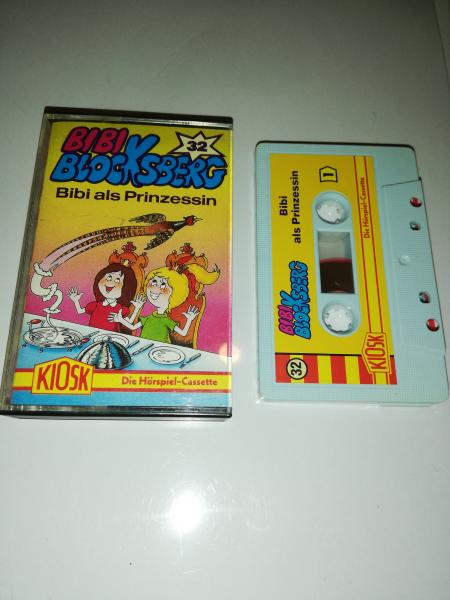 BIBI
32
BLOCKSBERG
Bibi als Prinzessin
KIOSK
Die Hörspiel-Cassette
32
BIBI
BLOCKSBERG
Bibi
als Prinzessin
1
KIOSK
Die Hörspiel-Cassette